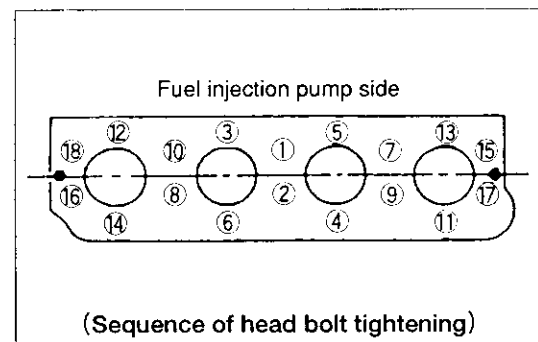 Fuel injection pump side
⑫ ③ ⑤ ⑬
⑱ ⑩ ① ⑦ ⑮
⑯ ⑧ ② ⑨ ⑰
⑭ ⑥ ④ ⑪
(Sequence of head bolt tightening)